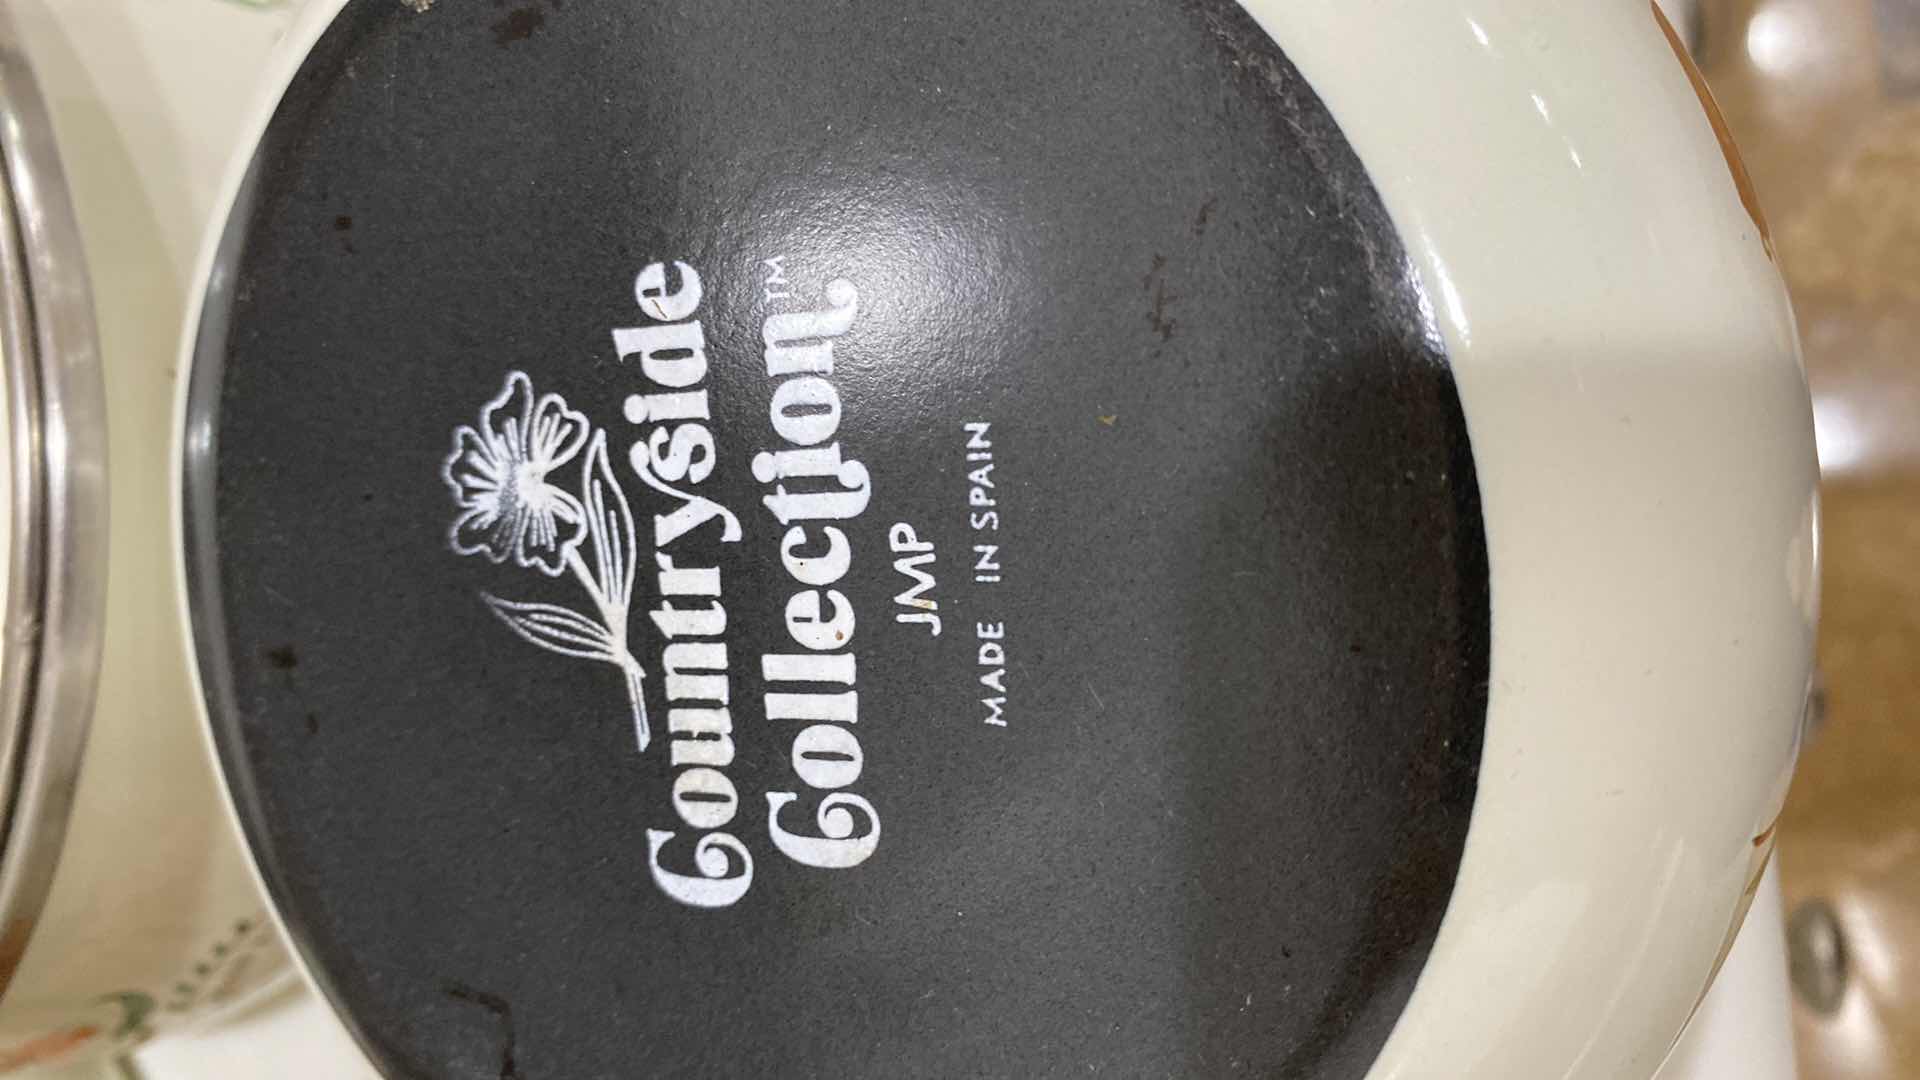 Countryside
Collection™
JMP
MADE IN SPAIN